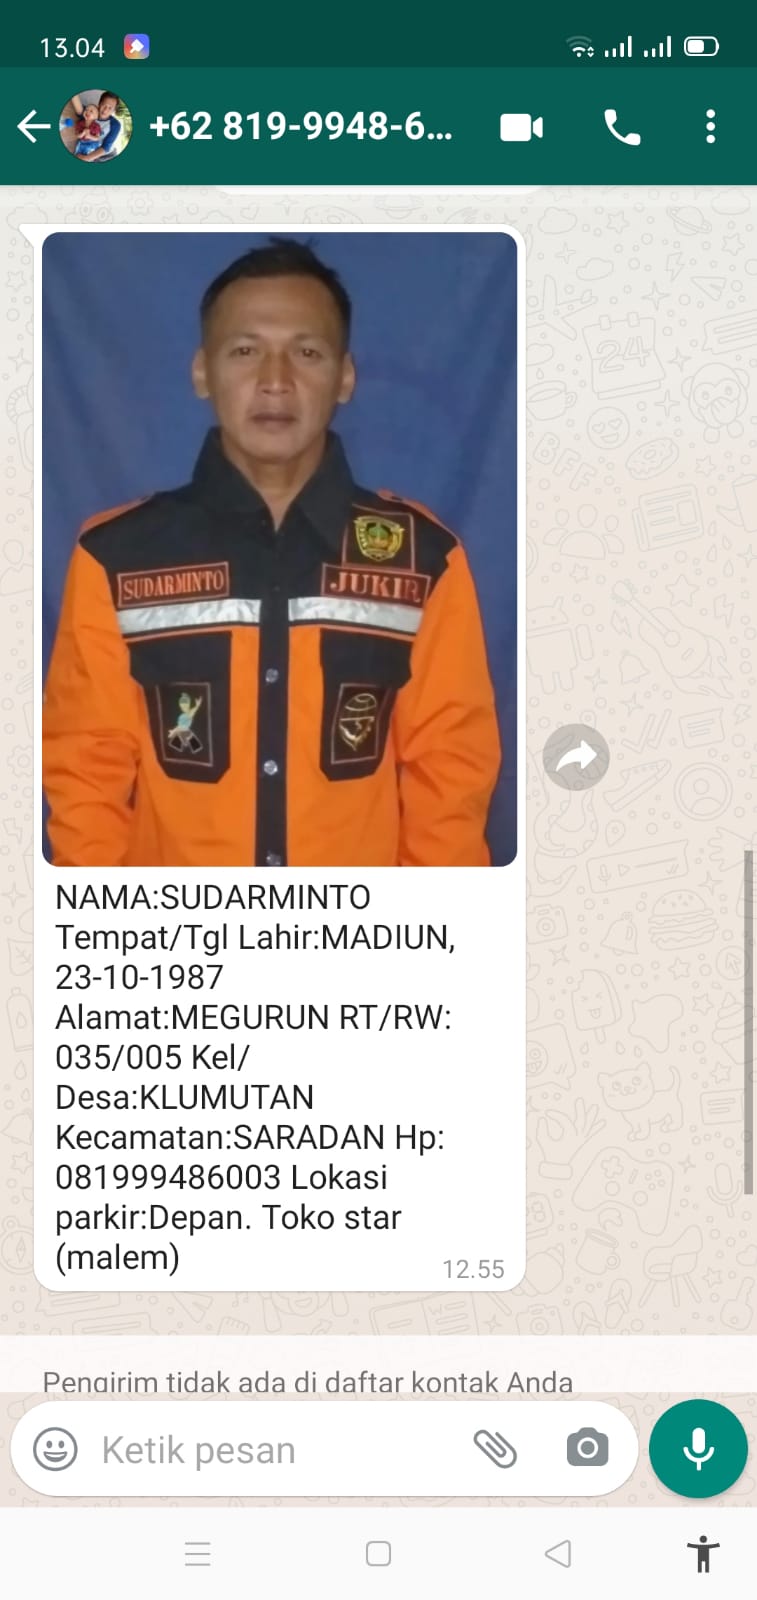 13.04
+62 819-9948-6...
SUDARMINTO
JUKIR
NAMA:SUDARMINTO
Tempat/Tgl Lahir:MADIUN,
23-10-1987
Alamat:MEGURUN RT/RW:
035/005 Kel/
Desa:KLUMUTAN
Kecamatan:SARADAN Hp:
081999486003 Lokasi
parkir:Depan. Toko star
(malem)
12.55
Pengirim tidak ada di daftar kontak Anda
Ketik pesan